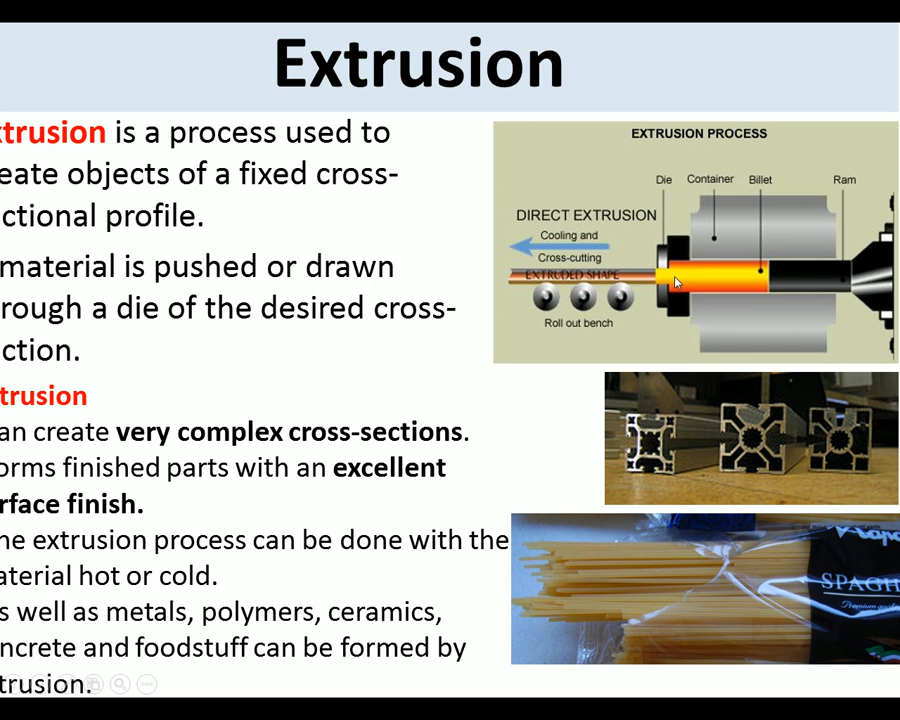 Extrusion
xtrusion is a process used to
eate objects of a fixed cross-
ctional profile.
material is pushed or drawn
rough a die of the desired cross-
ction.
trusion
an create very complex cross-sections.
orms finished parts with an excellent
rface finish.
he extrusion process can be done with the
aterial hot or cold.
s well as metals, polymers, ceramics,
ncrete and foodstuff can be formed by
trusion.
EXTRUSION PROCESS
Die Container Billet Ram
DIRECT EXTRUSION
Cooling and
Cross-cutting
EXTRUDED SHAPE
Roll out bench
SPAGH
Premium